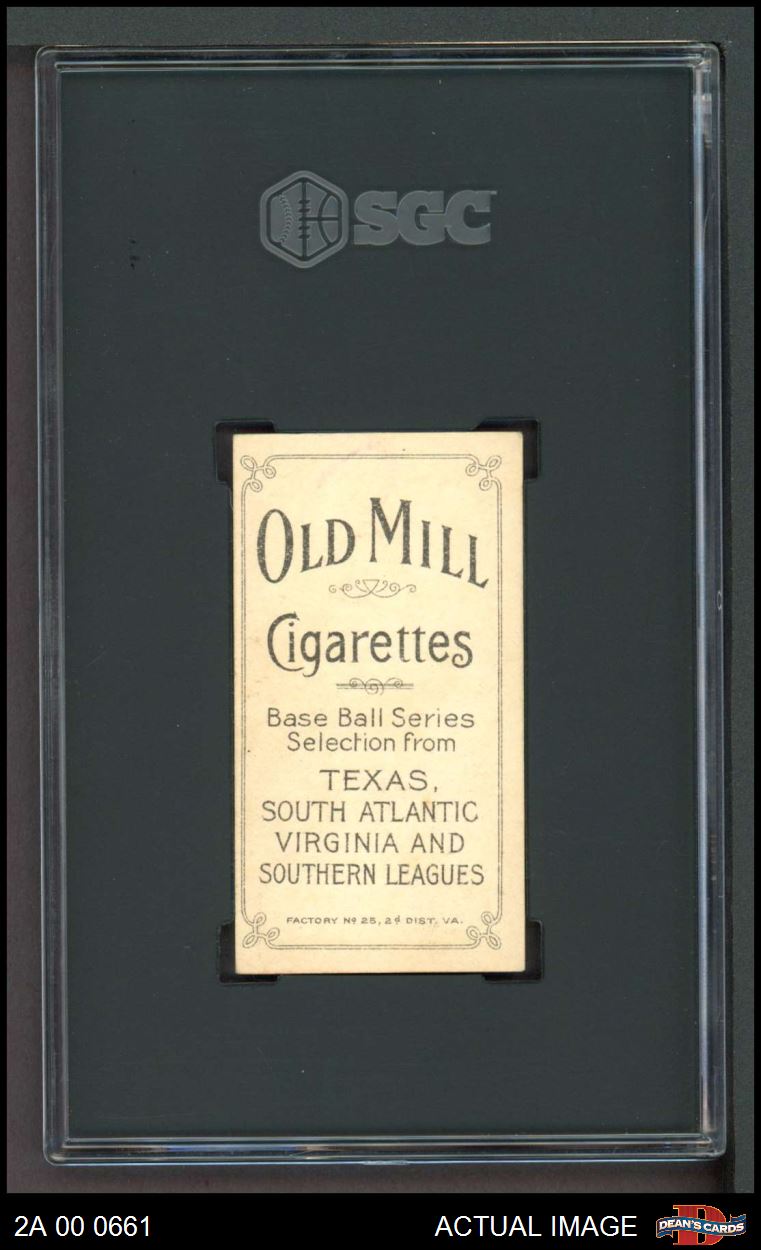 SGC
OLD MILL
Cigarettes
Base Ball Series
Selection from
TEXAS,
SOUTH ATLANTIC
VIRGINIA AND
SOUTHERN LEAGUES
FACTORY Nº 25, 2ᵈ DIST. VA.
2A 00 0661
ACTUAL IMAGE
D
DEAN'S CARDS